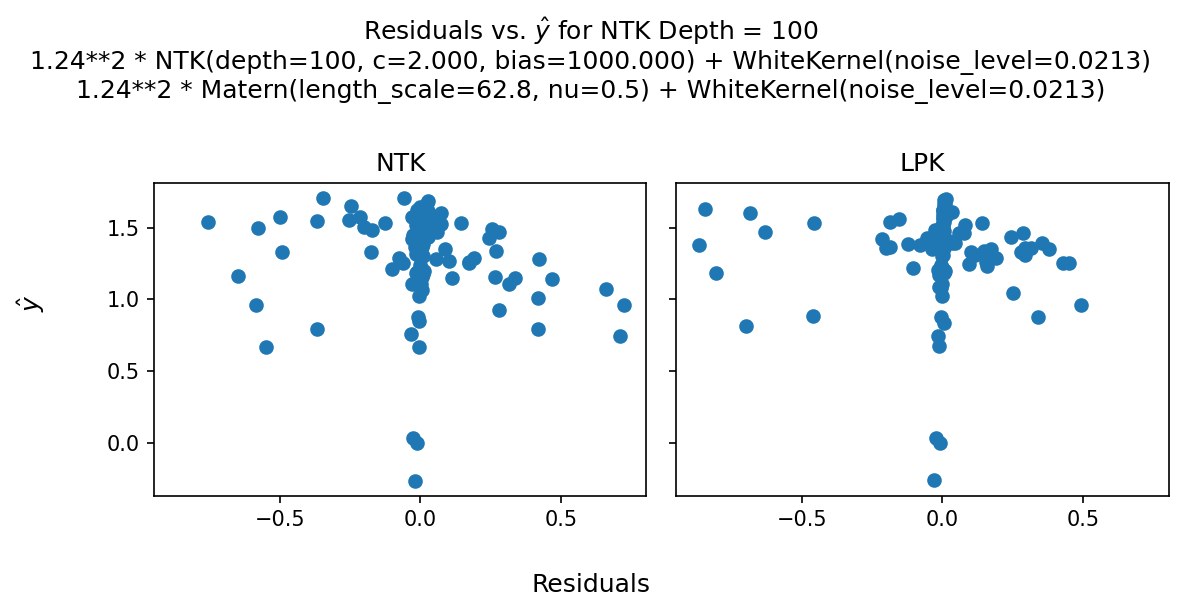 Residuals vs. ŷ for NTK Depth = 100
1.24**2 * NTK(depth=100, c=2.000, bias=1000.000) + WhiteKernel(noise_level=0.0213)
1.24**2 * Matern(length_scale=62.8, nu=0.5) + WhiteKernel(noise_level=0.0213)
NTK
LPK
1.5
1.0
0.5
0.0
ŷ
−0.5 0.0 0.5
−0.5 0.0 0.5
Residuals